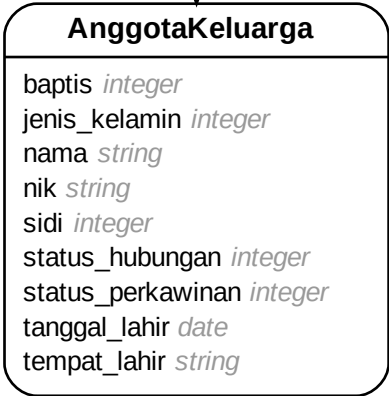 AnggotaKeluarga
baptis integer
jenis_kelamin integer
nama string
nik string
sidi integer
status_hubungan integer
status_perkawinan integer
tanggal_lahir date
tempat_lahir string